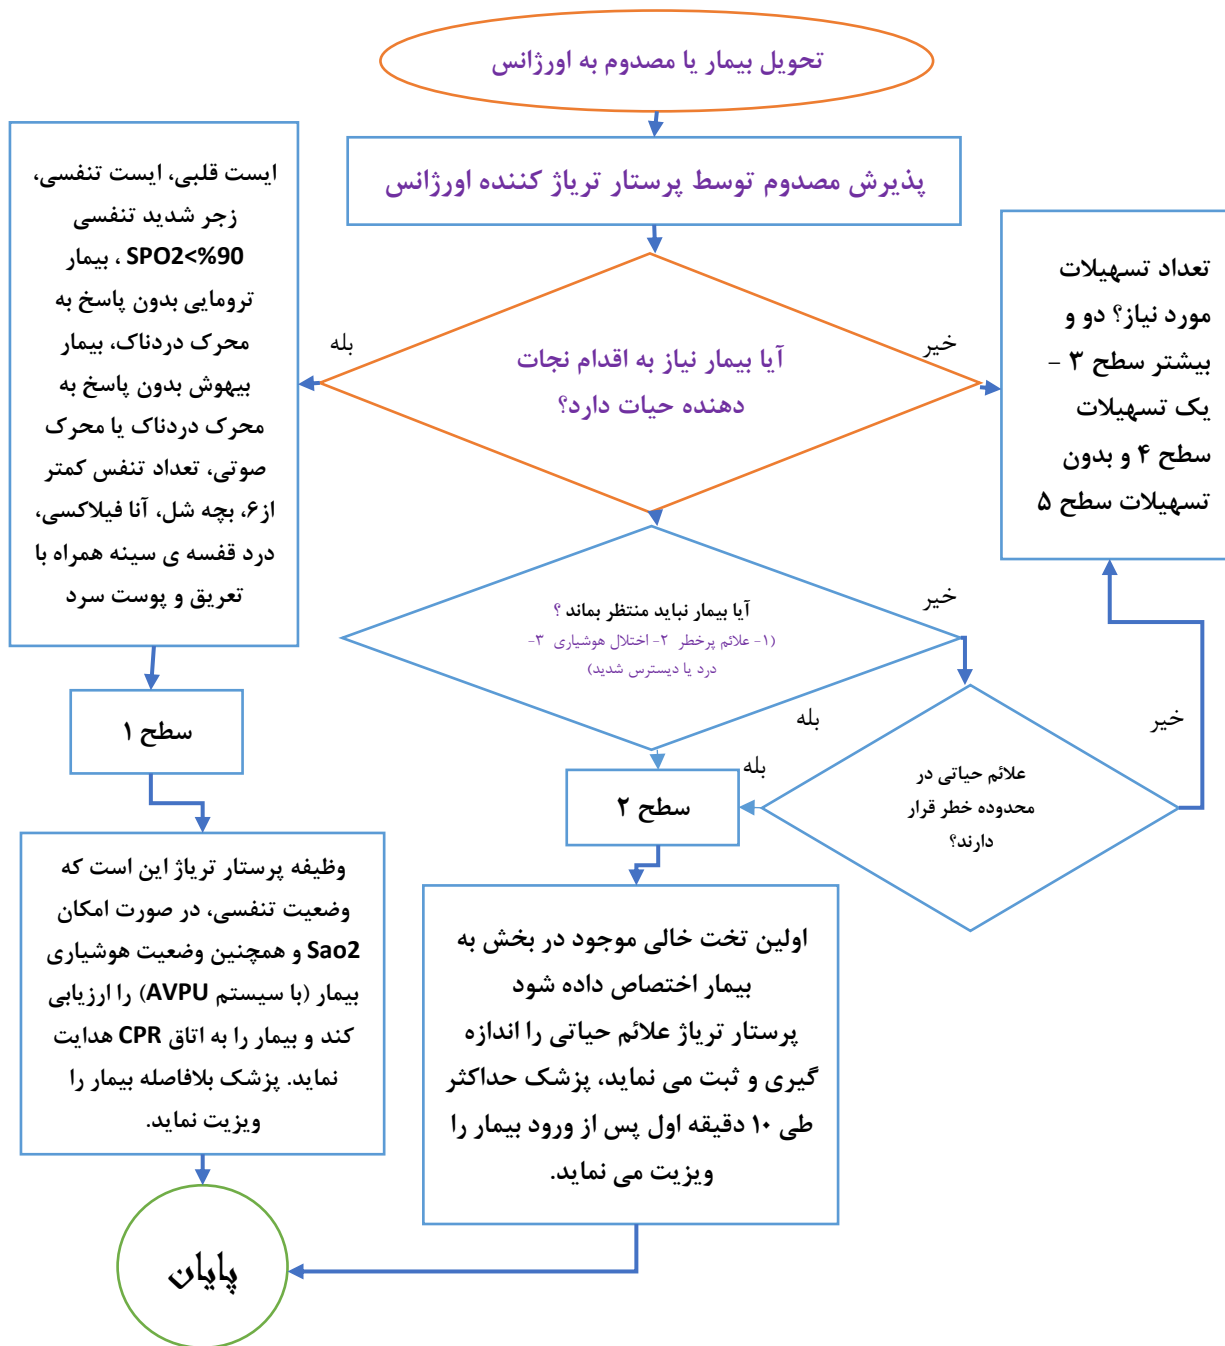 تحویل بیمار یا مصدوم به اورژانس
پذیرش مصدوم توسط پرستار تریاژ کننده اورژانس
آیا بیمار نیاز به اقدام نجات
دهنده حیات دارد؟
بله
خیر
ایست قلبی، ایست تنفسی،
زجر شدید تنفسی
SPO2<%90 ، بیمار
ترومایی بدون پاسخ به
محرک دردناک، بیمار
بیهوش بدون پاسخ به
محرک دردناک یا محرک
صوتی، تعداد تنفس کمتر
از۶، بچه شل، آنا فیلاکسی،
درد قفسه ی سینه همراه با
تعریق و پوست سرد
تعداد تسهیلات
مورد نیاز؟ دو و
بیشتر سطح ۳ –
یک تسهیلات
سطح ۴ و بدون
تسهیلات سطح ۵
آیا بیمار نباید منتظر بماند ؟
(۱- علائم پرخطر ۲- اختلال هوشیاری ۳-
درد یا دیسترس شدید)
خیر
بله
علائم حیاتی در
محدوده خطر قرار
دارند؟
خیر
بله
سطح ۱
سطح ۲
وظیفه پرستار تریاژ این است که
وضعیت تنفسی، در صورت امکان
Sao2 و همچنین وضعیت هوشیاری
بیمار (با سیستم AVPU) را ارزیابی
کند و بیمار را به اتاق CPR هدایت
نماید. پزشک بلافاصله بیمار را
ویزیت نماید.
اولین تخت خالی موجود در بخش به
بیمار اختصاص داده شود
پرستار تریاژ علائم حیاتی را اندازه
گیری و ثبت می نماید، پزشک حداکثر
طی ۱۰ دقیقه اول پس از ورود بیمار را
ویزیت می نماید.
پایان